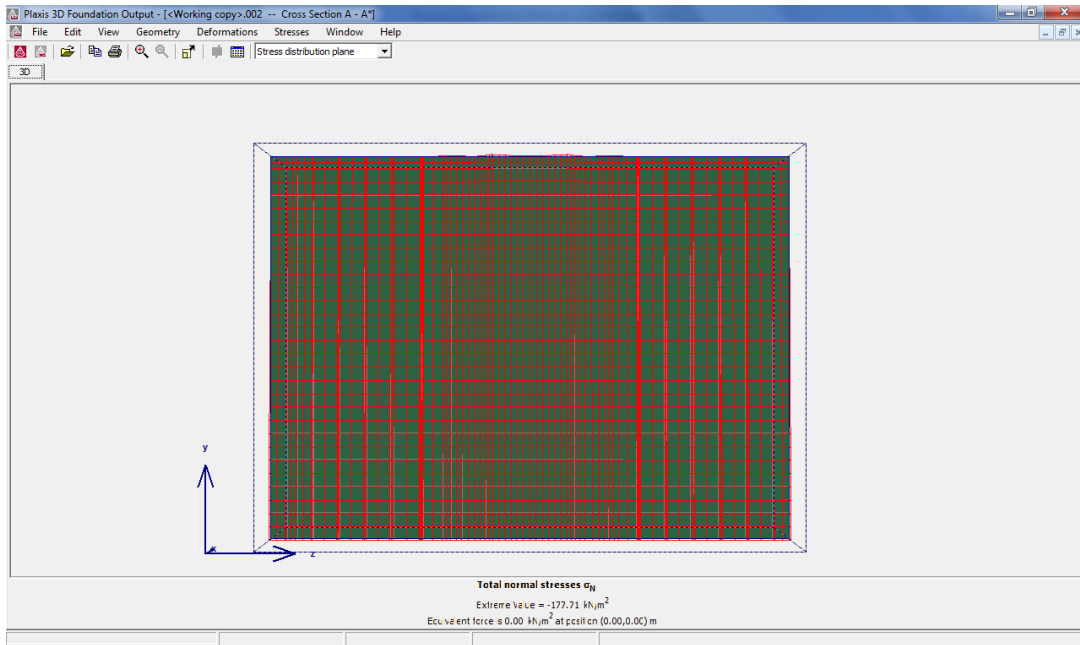 Plaxis 3D Foundation Output - [<Working copy>.002 -- Cross Section A - A*]
File Edit View Geometry Deformations Stresses Window Help
Stress distribution plane
3D
y
x
z
Total normal stresses σN
Extreme Value = -177.71 kN/m²
Equivalent force is 0.00 kN/m² at position (0.00,0.00) m